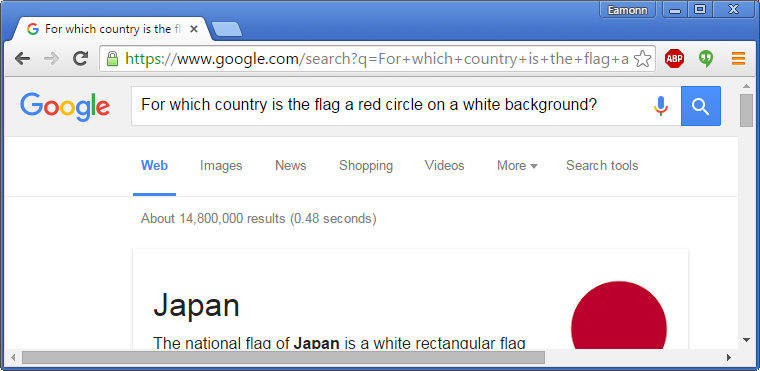 Eamonn
For which country is the fl
https://www.google.com/search?q=For+which+country+is+the+flag+a
ABP
Google
For which country is the flag a red circle on a white background?
Web Images News Shopping Videos More Search tools
About 14,800,000 results (0.48 seconds)
Japan
The national flag of Japan is a white rectangular flag